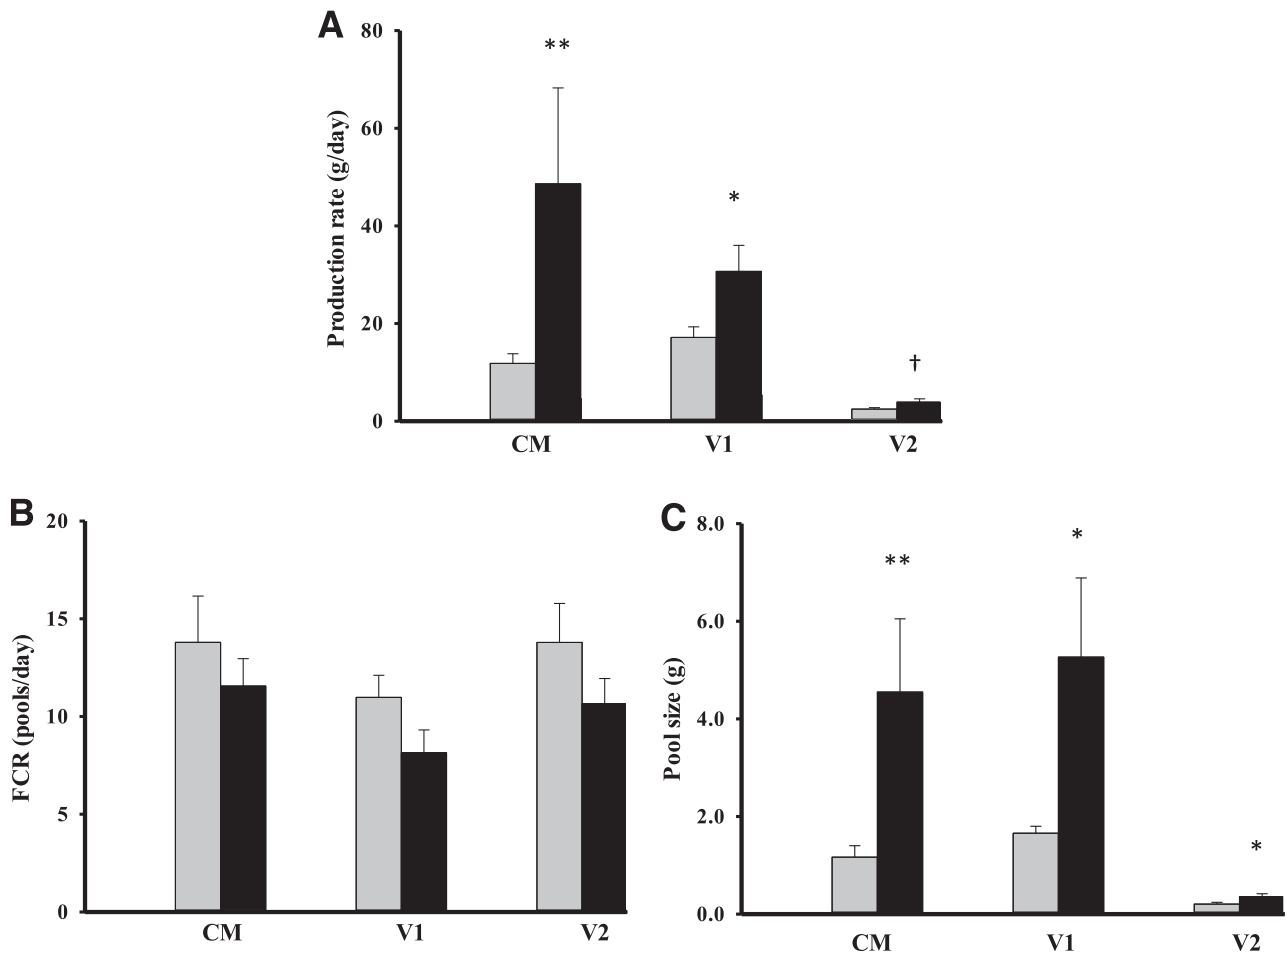 A
Production rate (g/day)
80
60
40
20
0
**
*
†
CM V1 V2
B
FCR (pools/day)
20
15
10
5
0
CM V1 V2
C
Pool size (g)
8.0
6.0
4.0
2.0
0.0
**
*
*
CM V1 V2